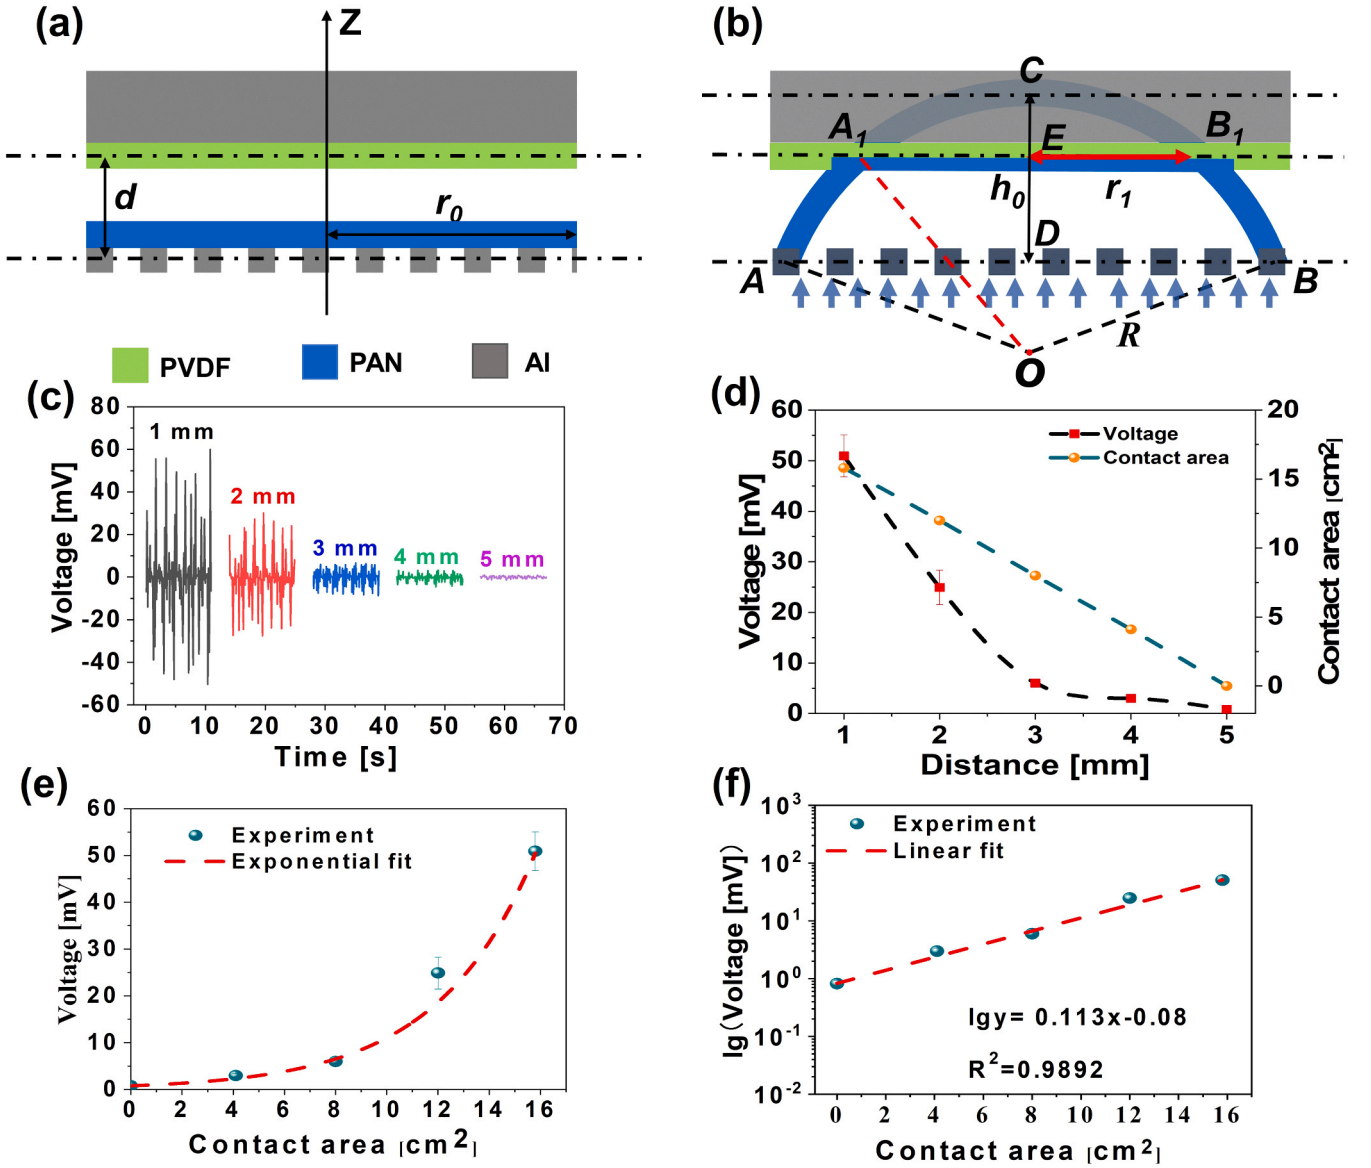 (a)
Z
d
r0
(b)
C
A1
E
B1
h0
r1
D
A
B
R
O
PVDF
PAN
Al
(c)
80
60
40
20
0
-20
-40
-60
Voltage [mV]
1 mm
2 mm
3 mm
4 mm
5 mm
0 10 20 30 40 50 60 70
Time [s]
(d)
60
50
40
30
20
10
0
Voltage [mV]
Voltage
Contact area
20
15
10
5
0
Contact area [cm2]
1 2 3 4 5
Distance [mm]
(e)
60
50
40
30
20
10
0
Voltage [mV]
Experiment
Exponential fit
0 2 4 6 8 10 12 14 16
Contact area [cm2]
(f)
10^3
10^2
10^1
10^0
10^-1
10^-2
lg(Voltage [mV])
Experiment
Linear fit
lgy= 0.113x-0.08
R2=0.9892
0 2 4 6 8 10 12 14 16
Contact area [cm2]